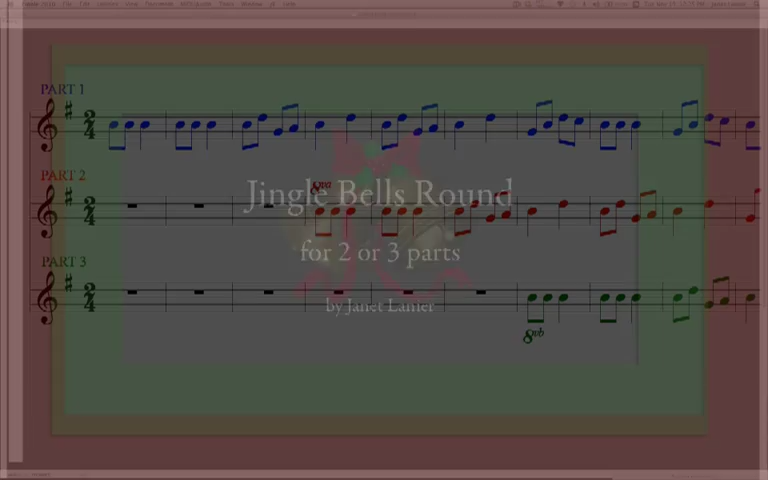 PART 1
2
4
PART 2
8va
Jingle Bells Round
2
4
for 2 or 3 parts
PART 3
2
4
by Janet Lanier
8vb